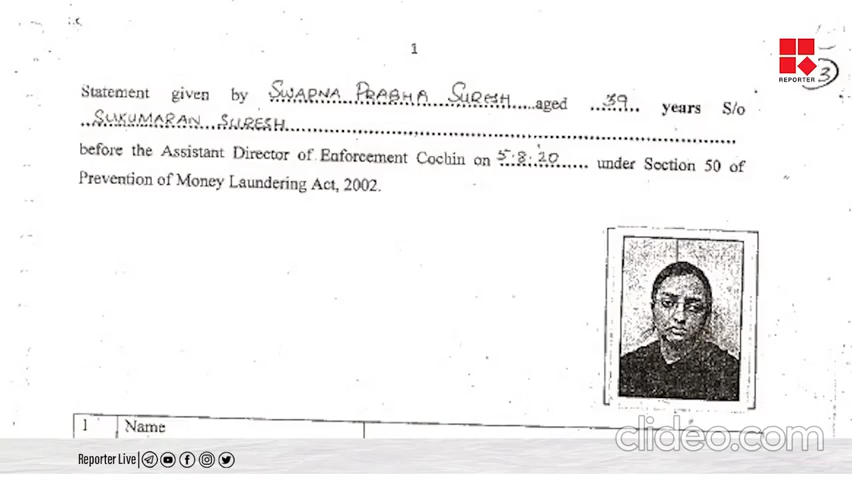 1
REPORTER
3
Statement given by SWAPNA PRABHA SURESH aged 39 years S/o
SUKUMARAN SURESH
before the Assistant Director of Enforcement Cochin on 5.8.20 under Section 50 of
Prevention of Money Laundering Act, 2002.
1 Name
clideo.com
Reporter Live